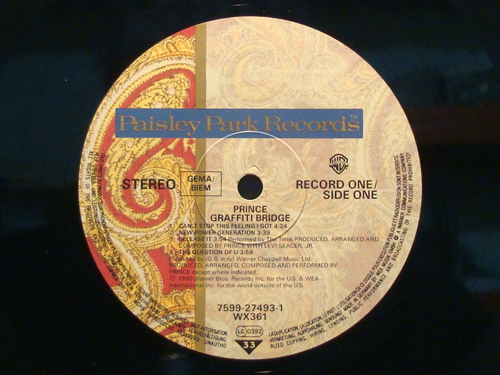 Paisley Park Records™
STEREO
GEMA/
BIEM
RECORD ONE/
SIDE ONE
PRINCE
GRAFFITI BRIDGE
CAN'T STOP THIS FEELING I GOT 4:24
NEW POWER GENERATION 3:39
RELEASE IT 3:54 Performed by The Time. PRODUCED, ARRANGED AND
COMPOSED BY PRINCE WITH LEVI SEACER, JR.
THE QUESTION OF U 3:59
Published by (G.B. only) Warner Chappell Music Ltd.
PRODUCED, ARRANGED, COMPOSED AND PERFORMED BY:
PRINCE except where indicated.
1990 Warner Bros. Records Inc. for the U.S. & WEA
International Inc. for the world outside of the U.S.
7599-27493-1
WX361
LC 0392
33